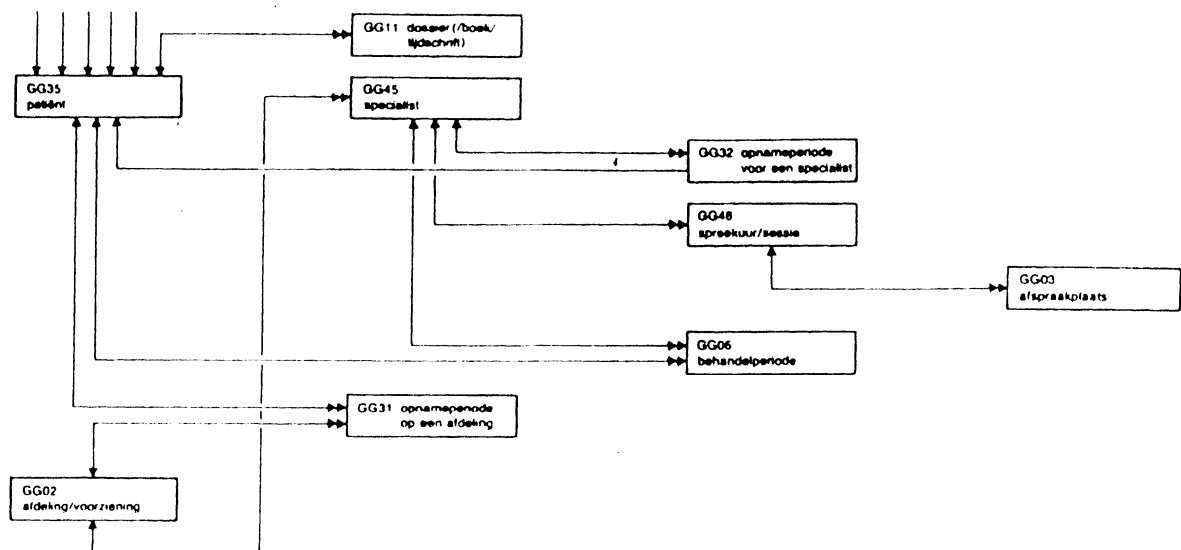 GG11 dossier (/boek/
tijdschrift)
GG35
patiënt
GG45
specialist
GG32 opnameperiode
voor een specialist
GG48
spreekuur/sessie
GG03
afspraakplaats
GG06
behandelperiode
GG31 opnameperiode
op een afdeling
GG02
afdeling/voorziening